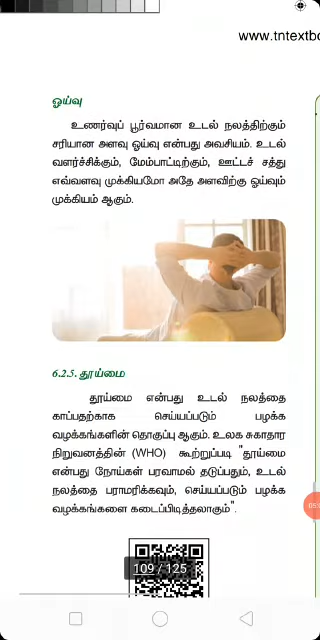 www.tntextbo
ஓய்வு
உணர்வுப் பூர்வமான உடல் நலத்திற்கும்
சரியான அளவு ஓய்வு என்பது அவசியம். உடல்
வளர்ச்சிக்கும், மேம்பாட்டிற்கும், ஊட்டச் சத்து
எவ்வளவு முக்கியமோ அதே அளவிற்கு ஓய்வும்
முக்கியம் ஆகும்.
6.2.5. தூய்மை
தூய்மை என்பது உடல் நலத்தை
காப்பதற்காக செய்யப்படும் பழக்க
வழக்கங்களின் தொகுப்பு ஆகும். உலக சுகாதார
நிறுவனத்தின் (WHO) கூற்றுப்படி "தூய்மை
என்பது நோய்கள் பரவாமல் தடுப்பதும், உடல்
நலத்தை பராமரிக்கவும், செய்யப்படும் பழக்க
வழக்கங்களை கடைப்பிடித்தலாகும்".
109 / 125